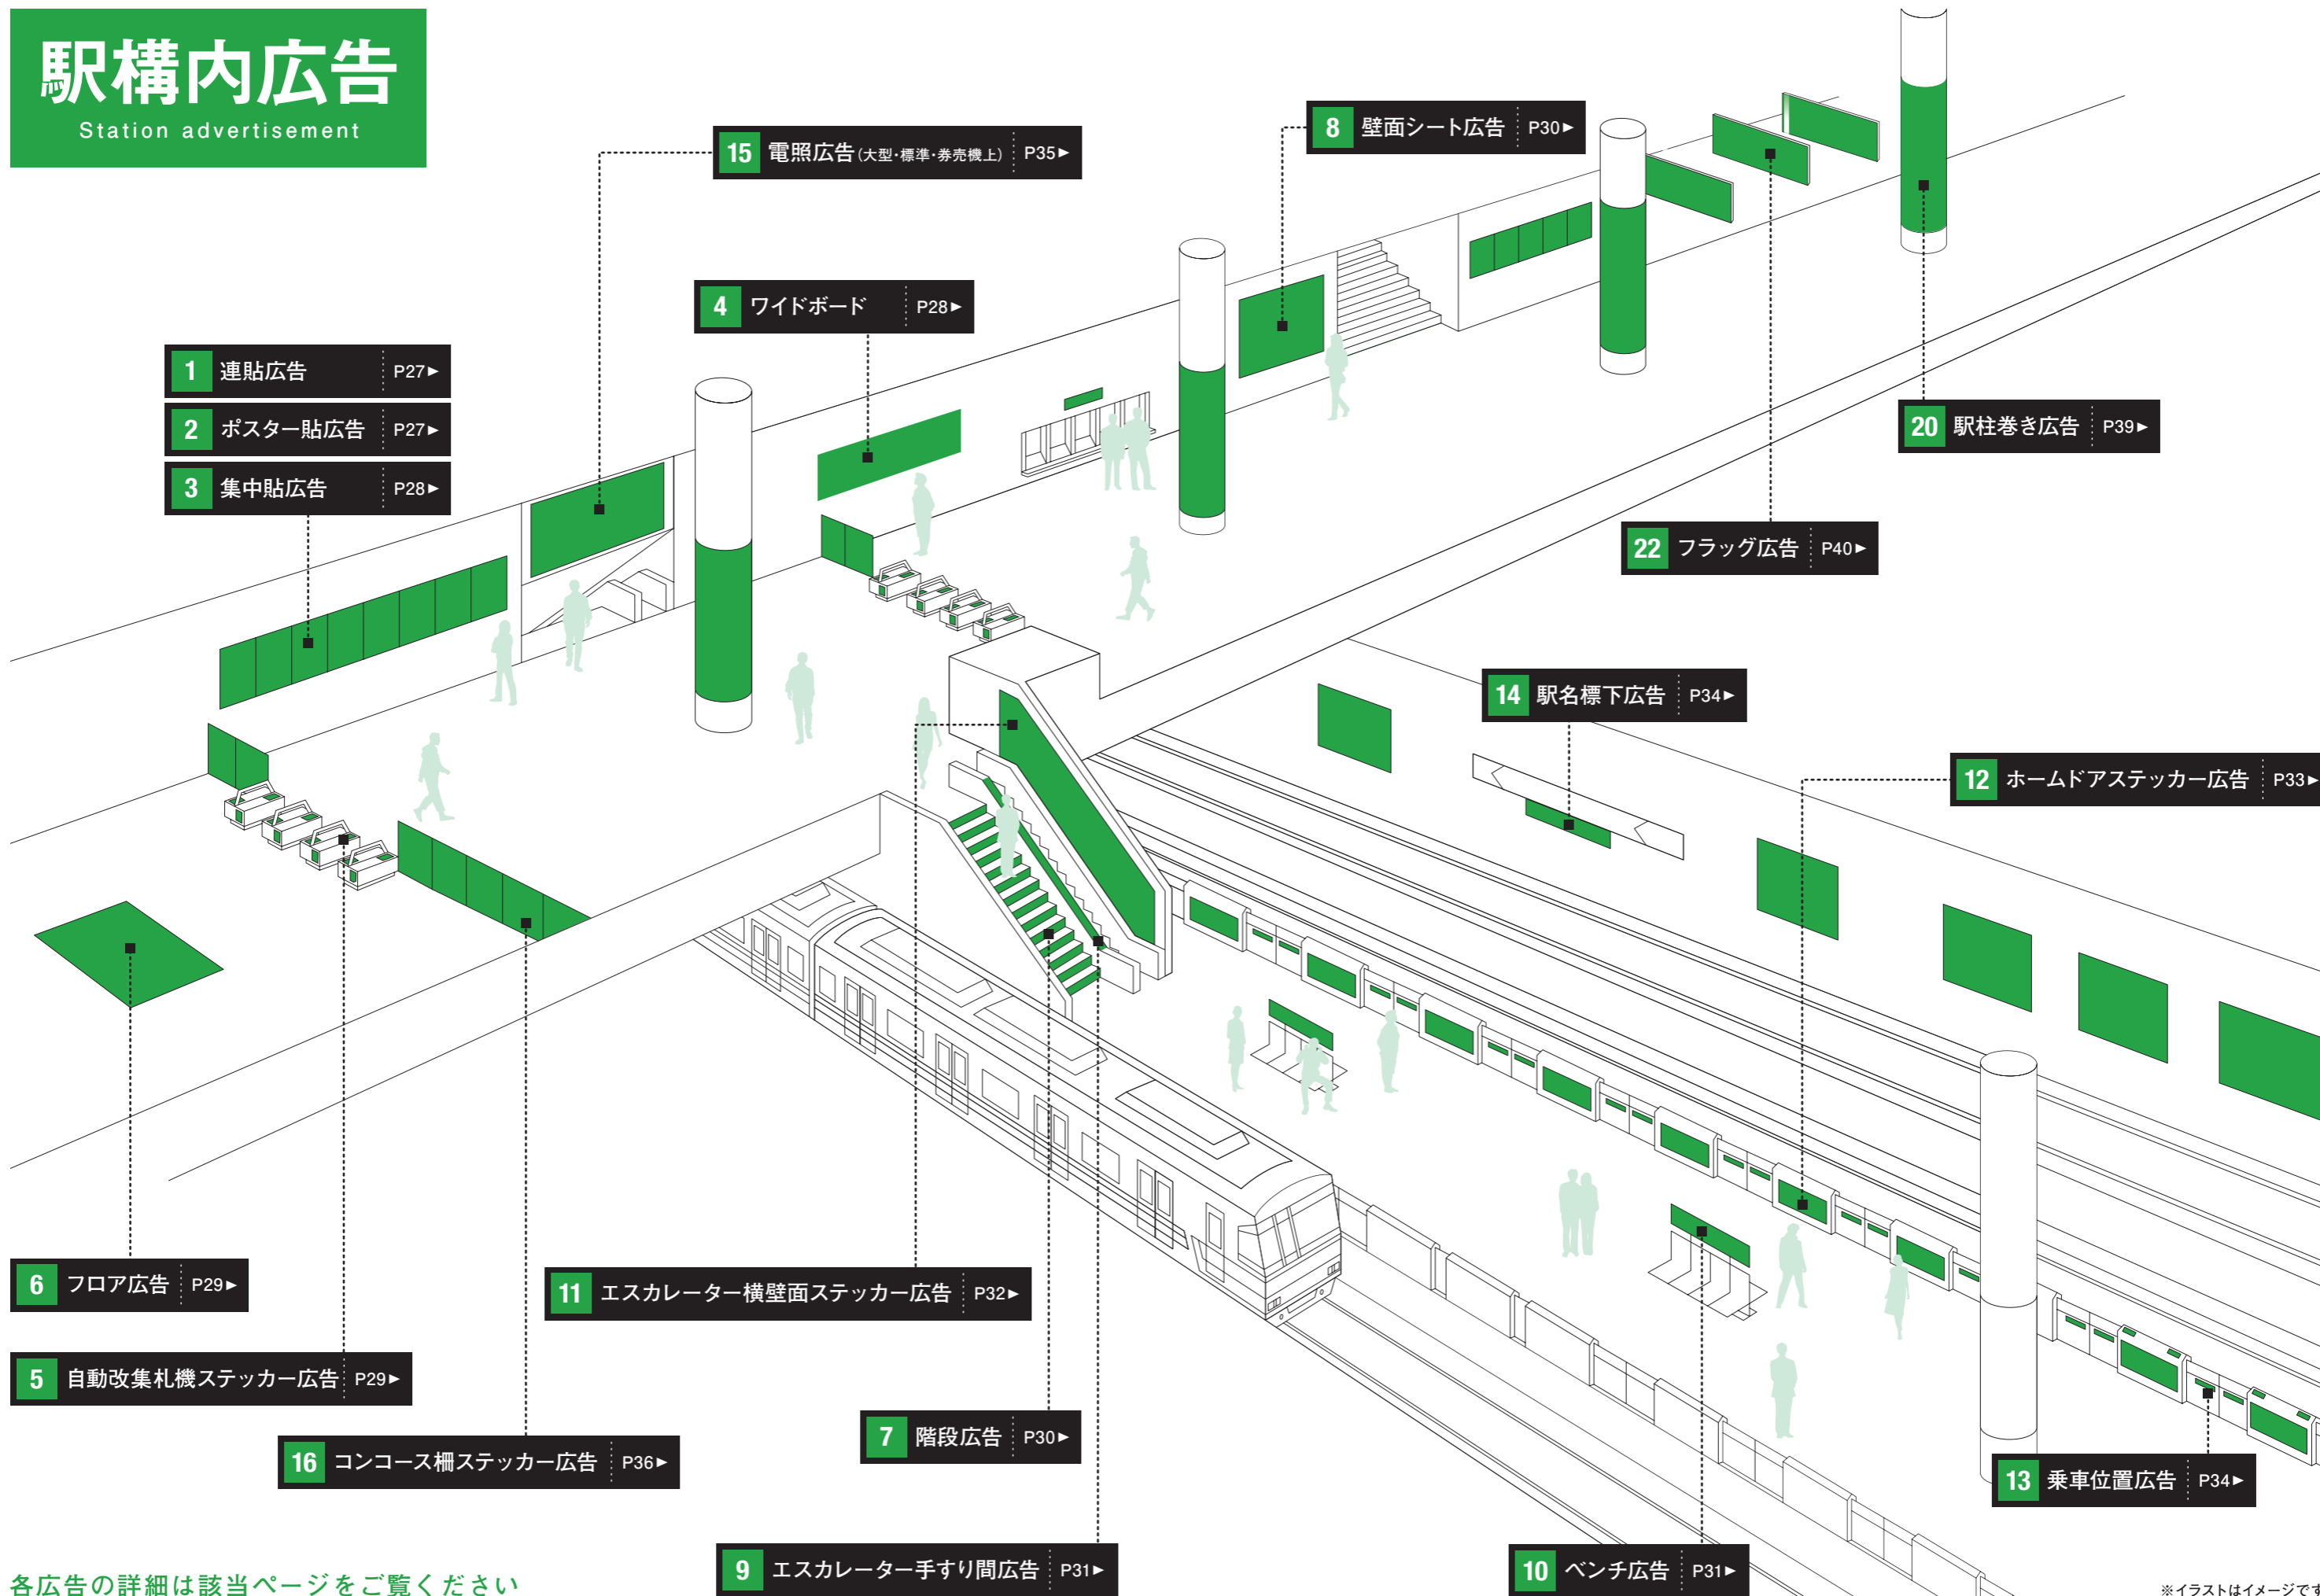 駅構内広告
Station advertisement
15 電照広告(大型・標準・券売機上) P35▶
8 壁面シート広告 P30▶
4 ワイドボード P28▶
1 連貼広告 P27▶
2 ポスター貼広告 P27▶
3 集中貼広告 P28▶
20 駅柱巻き広告 P39▶
22 フラッグ広告 P40▶
14 駅名標下広告 P34▶
12 ホームドアステッカー広告 P33▶
6 フロア広告 P29▶
11 エスカレーター横壁面ステッカー広告 P32▶
5 自動改集札機ステッカー広告 P29▶
7 階段広告 P30▶
16 コンコース柵ステッカー広告 P36▶
13 乗車位置広告 P34▶
9 エスカレーター手すり間広告 P31▶
10 ベンチ広告 P31▶
各広告の詳細は該当ページをご覧ください
※イラストはイメージです